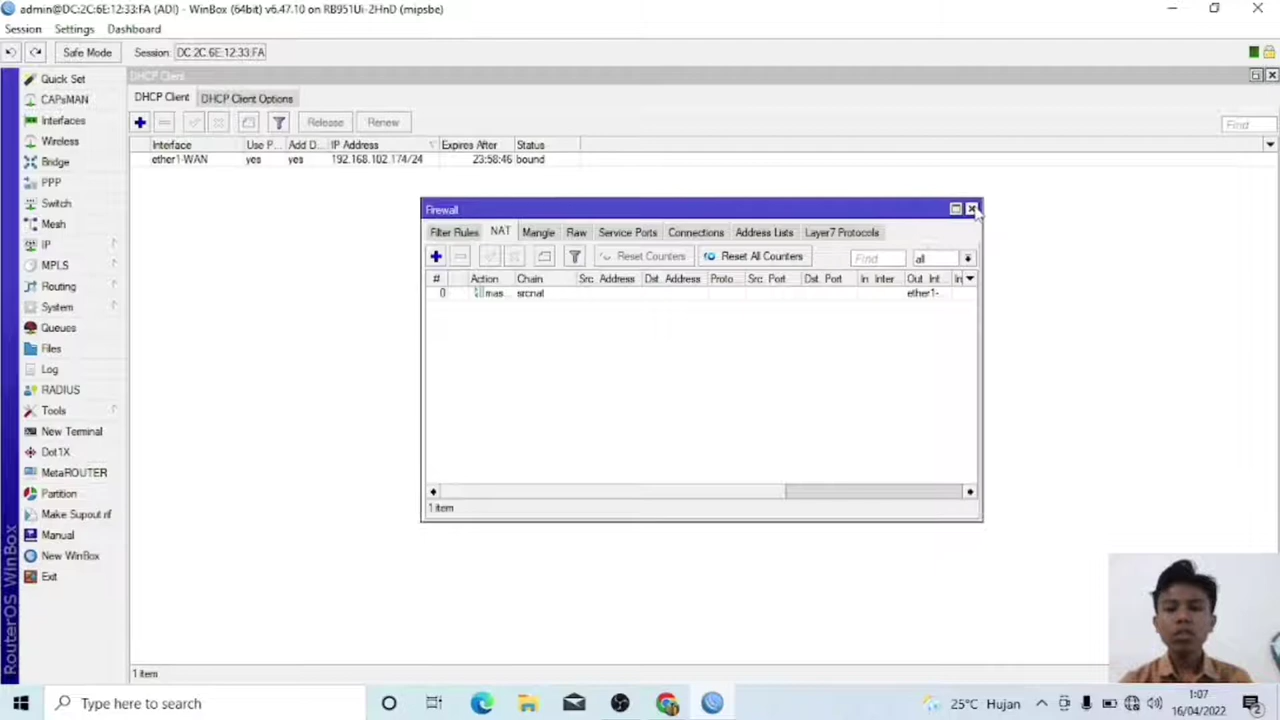 admin@DC:2C:6E:12:33:FA (ADI) - WinBox (64bit) v6.47.10 on RB951Ui-2HnD (mipsbe)
Session Settings Dashboard
Safe Mode Session: DC:2C:6E:12:33:FA
Quick Set
CAPsMAN
Interfaces
Wireless
Bridge
PPP
Switch
Mesh
IP
MPLS
Routing
System
Queues
Files
Log
RADIUS
Tools
New Terminal
Dot1X
MetaROUTER
Partition
Make Supout.rif
Manual
New WinBox
Exit
RouterOS WinBox
DHCP Client
DHCP Client DHCP Client Options
Release Renew Find
Interface Use P... Add D... IP Address Expires After Status
ether1-WAN yes yes 192.168.102.174/24 23:58:46 bound
Firewall
Filter Rules NAT Mangle Raw Service Ports Connections Address Lists Layer7 Protocols
Reset Counters Reset All Counters Find all
# Action Chain Src. Address Dst. Address Proto... Src. Port Dst. Port In. Inter... Out. Int... In
0 mas... srcnat ether1-
1 item
1 item
Type here to search
25°C Hujan
1:07
16/04/2022
2